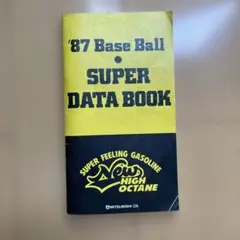 '87 Base Ball
SUPER
DATA BOOK
SUPER FEELING GASOLINE
New
HIGH
OCTANE
MITSUBISHI OIL